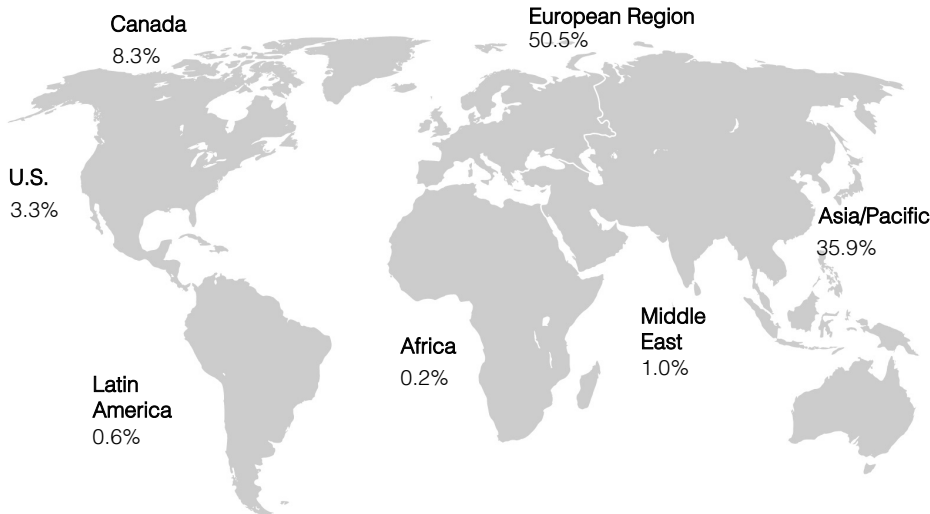 European Region
50.5%
Canada
8.3%
U.S.
3.3%
Asia/Pacific
35.9%
Middle
East
1.0%
Africa
0.2%
Latin
America
0.6%